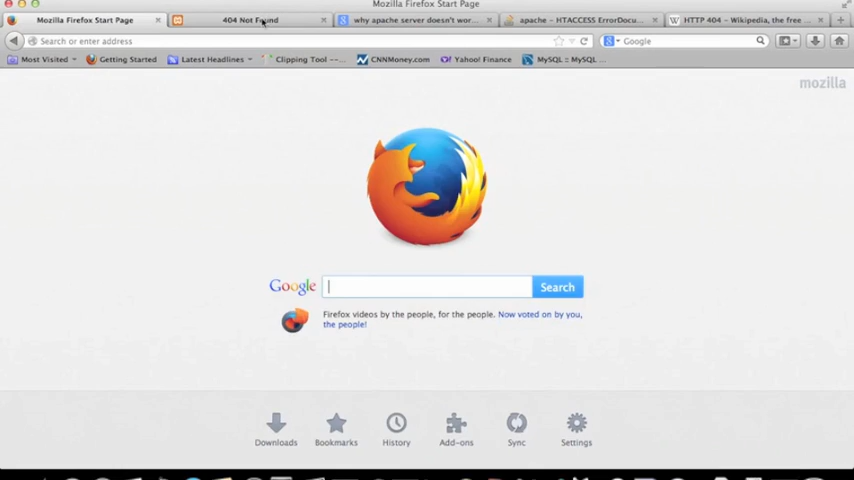 Mozilla Firefox Start Page
Mozilla Firefox Start Page
404 Not Found
why apache server doesn't wor...
apache - HTACCESS ErrorDocu...
HTTP 404 - Wikipedia, the free ...
Search or enter address
Google
Most Visited
Getting Started
Latest Headlines
Clipping Tool --...
CNNMoney.com
Yahoo! Finance
MySQL :: MySQL ...
mozilla
Google
Search
Firefox videos by the people, for the people. Now voted on by you,
the people!
Downloads
Bookmarks
History
Add-ons
Sync
Settings